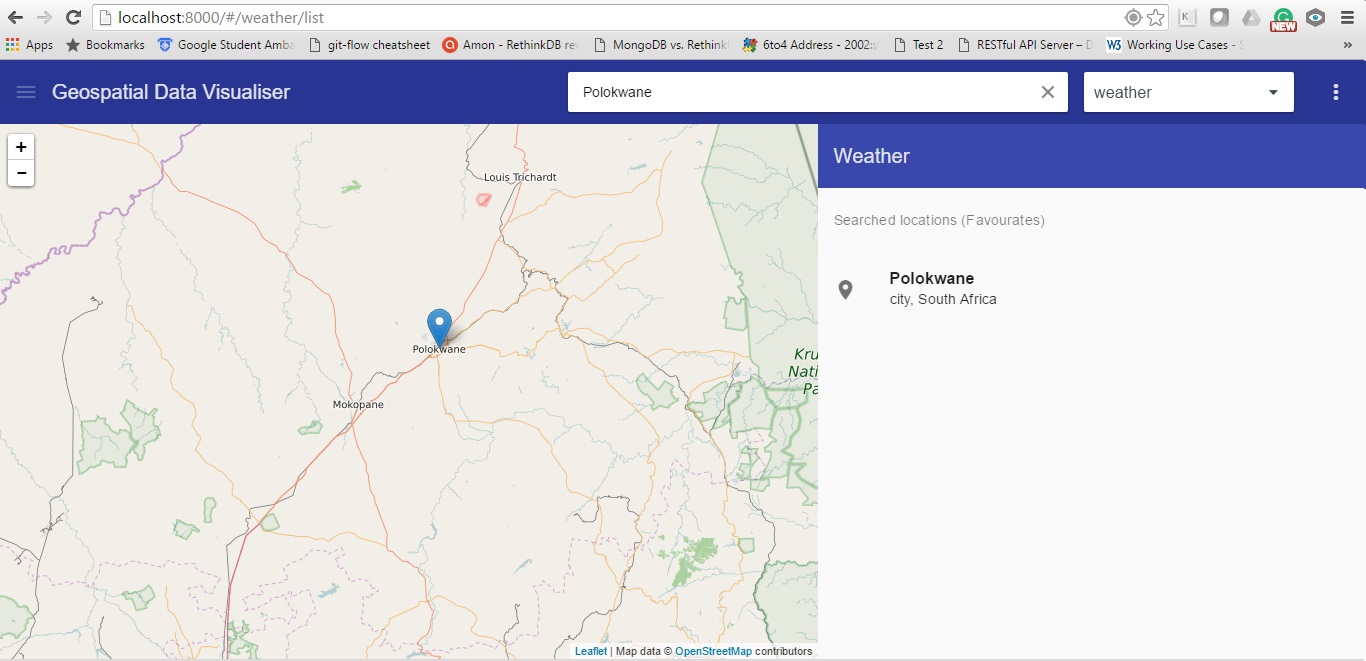 localhost:8000/#/weather/list
K
NEW
Apps
Bookmarks
Google Student Amba
git-flow cheatsheet
Amon - RethinkDB rev
MongoDB vs. Rethink
6to4 Address - 2002::
Test 2
RESTful API Server – D
W3
Working Use Cases -
»
Geospatial Data Visualiser
Polokwane
weather
+
−
Louis Trichardt
Polokwane
Mokopane
Kru
Nati
Pa
Leaflet | Map data © OpenStreetMap contributors
Weather
Searched locations (Favourates)
Polokwane
city, South Africa